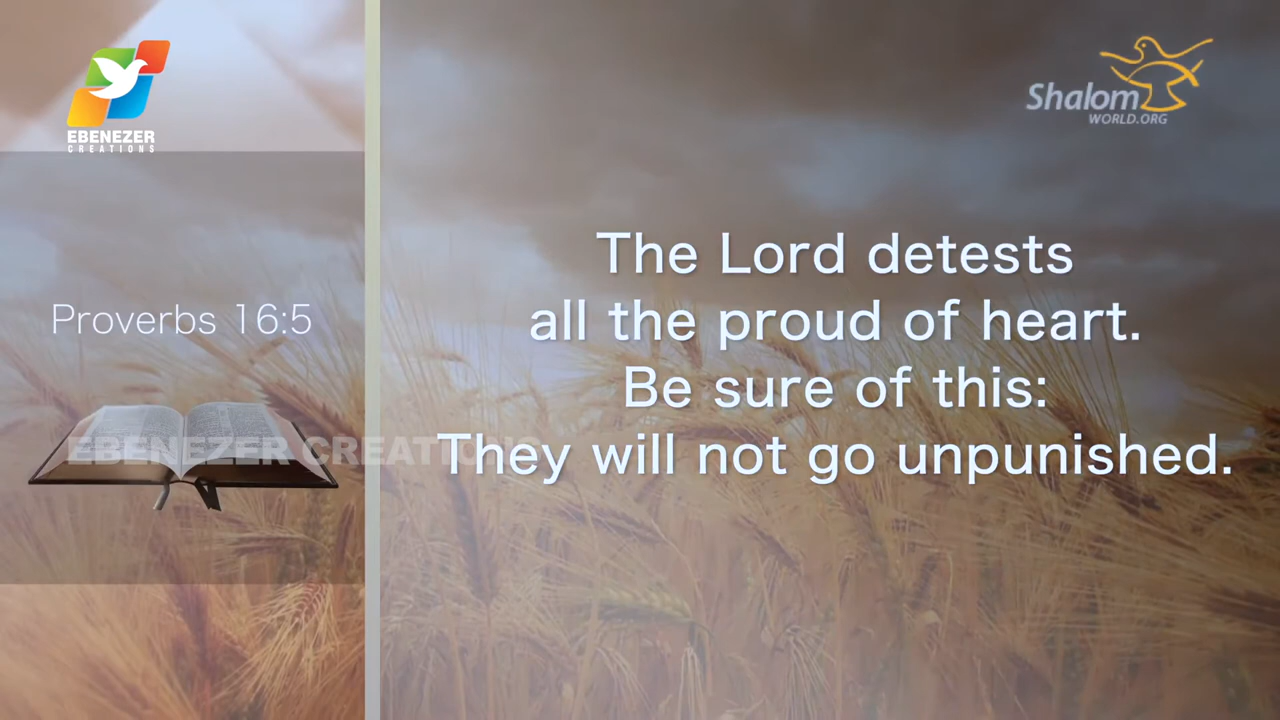 EBENEZER
CREATIONS
Shalom
WORLD.ORG
Proverbs 16:5
The Lord detests
all the proud of heart.
Be sure of this:
They will not go unpunished.
EBENEZER CREATIONS